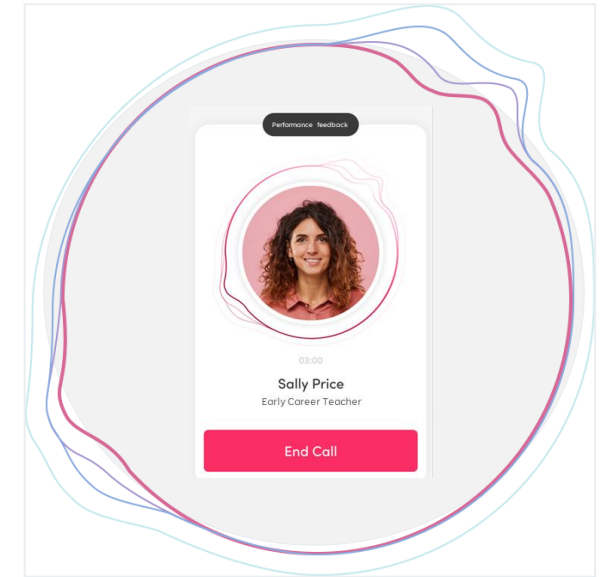 Performance feedback
03:00
Sally Price
Early Career Teacher
End Call